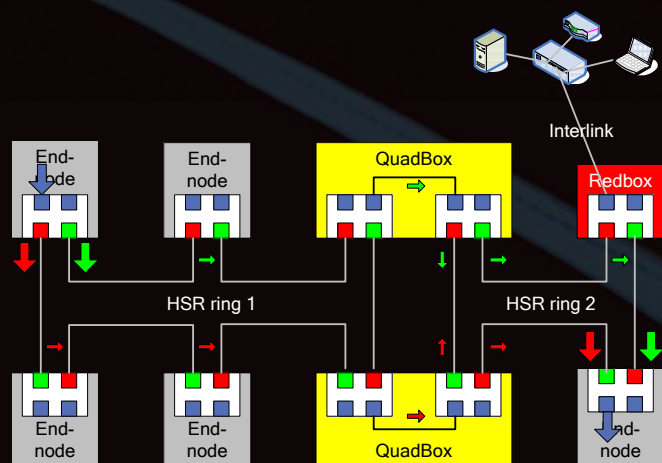 Interlink
End-
node
End-
node
QuadBox
Redbox
HSR ring 1
HSR ring 2
End-
node
End-
node
QuadBox
End-
node